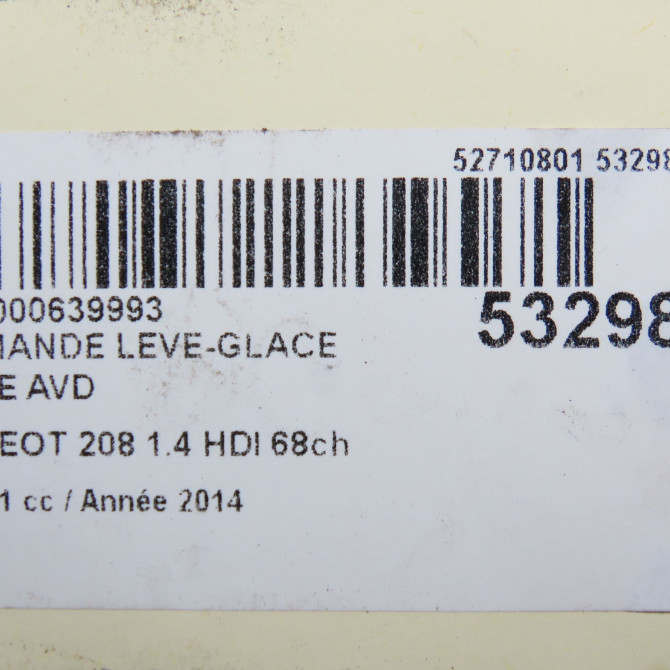 52710801 53298
000639993
53298
MANDE LEVE-GLACE
E AVD
EOT 208 1.4 HDI 68ch
1 cc / Année 2014